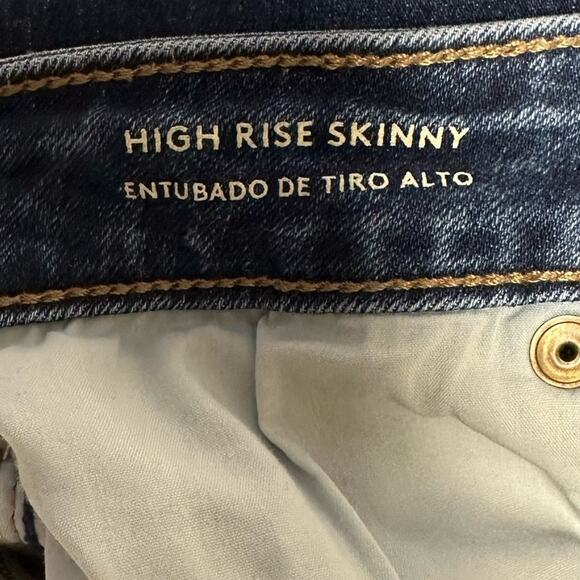 HIGH RISE SKINNY
ENTUBADO DE TIRO ALTO